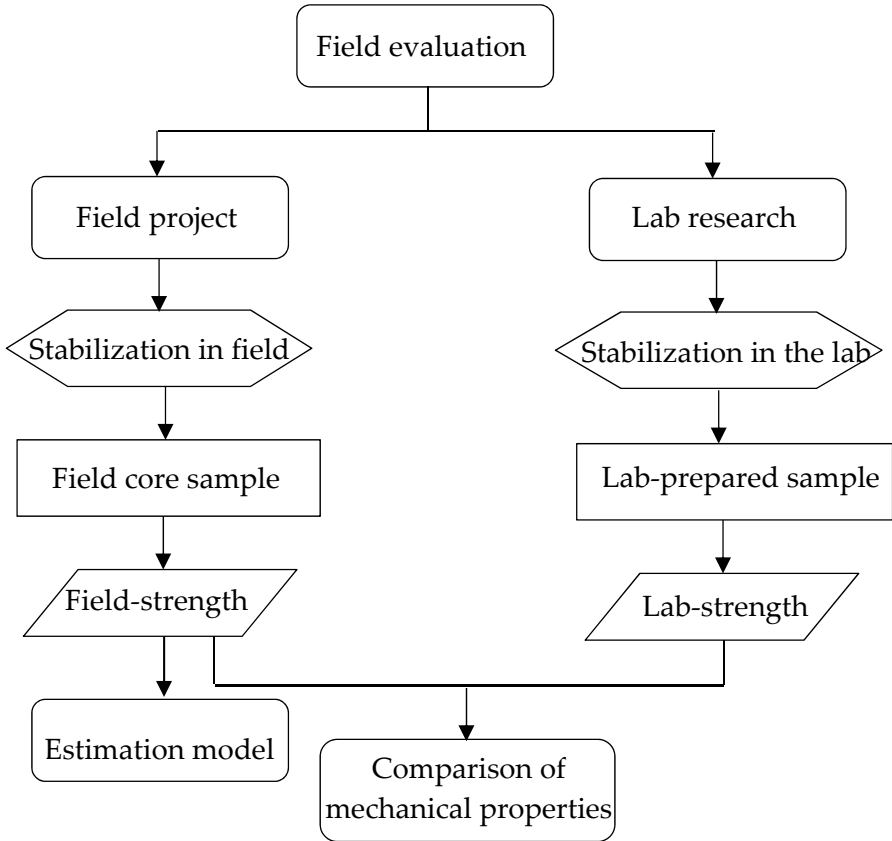 Field evaluation
Field project
Lab research
Stabilization in field
Stabilization in the lab
Field core sample
Lab-prepared sample
Field-strength
Lab-strength
Estimation model
Comparison of
mechanical properties